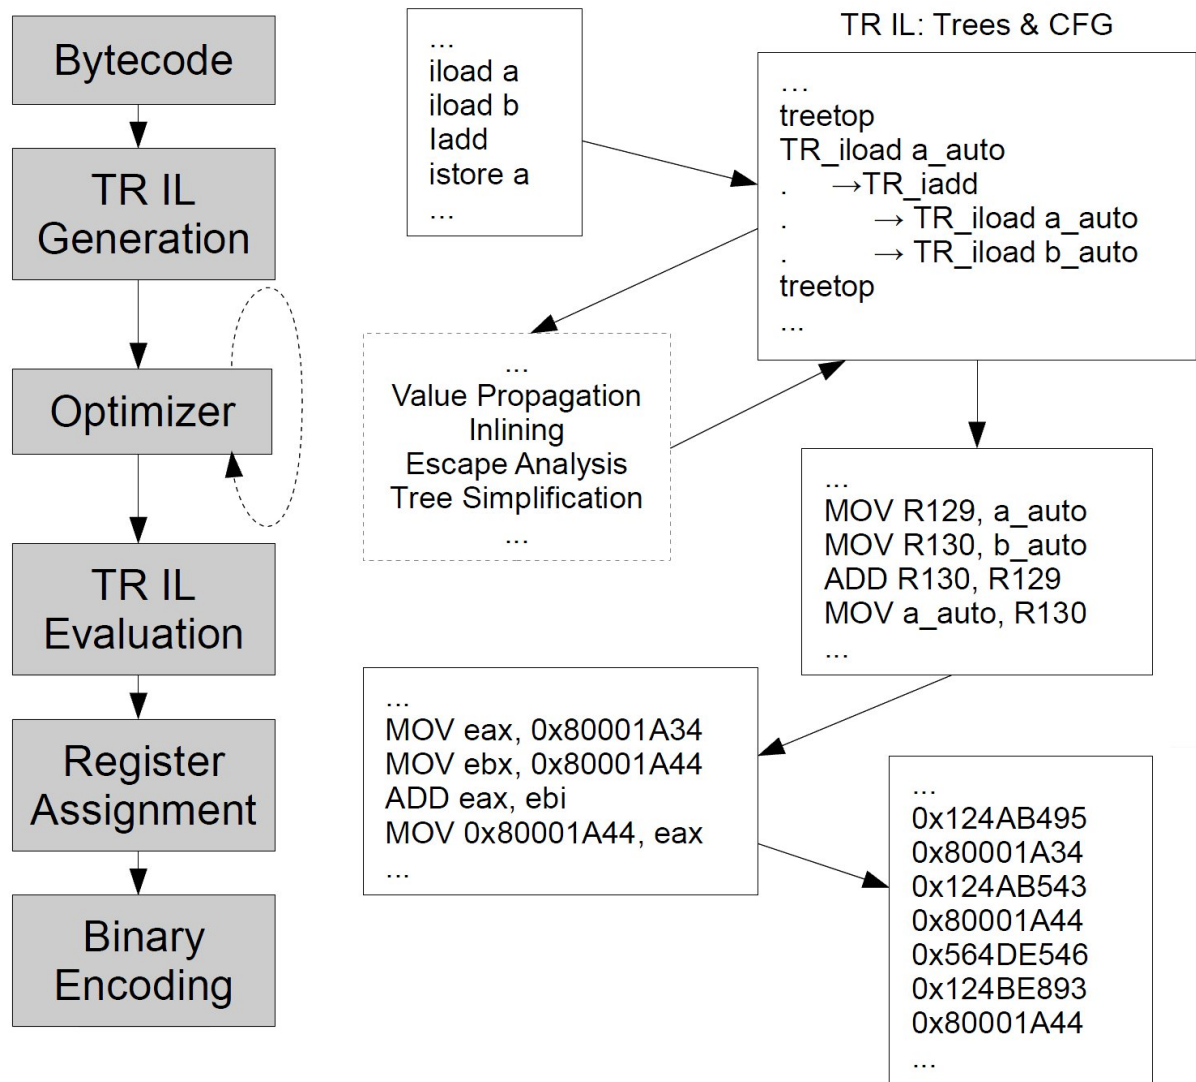 Bytecode
TR IL
Generation
Optimizer
TR IL
Evaluation
Register
Assignment
Binary
Encoding
...
iload a
iload b
Iadd
istore a
...
TR IL: Trees & CFG
...
treetop
TR_iload a_auto
. →TR_iadd
. → TR_iload a_auto
. → TR_iload b_auto
treetop
...
...
Value Propagation
Inlining
Escape Analysis
Tree Simplification
...
...
MOV R129, a_auto
MOV R130, b_auto
ADD R130, R129
MOV a_auto, R130
...
...
MOV eax, 0x80001A34
MOV ebx, 0x80001A44
ADD eax, ebi
MOV 0x80001A44, eax
...
...
0x124AB495
0x80001A34
0x124AB543
0x80001A44
0x564DE546
0x124BE893
0x80001A44
...